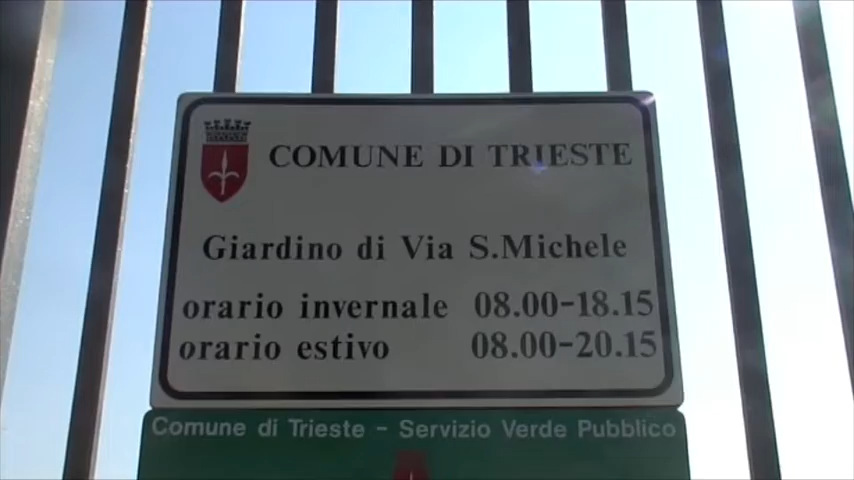 COMUNE DI TRIESTE
Giardino di Via S.Michele
orario invernale 08.00-18.15
orario estivo 08.00-20.15
Comune di Trieste - Servizio Verde Pubblico